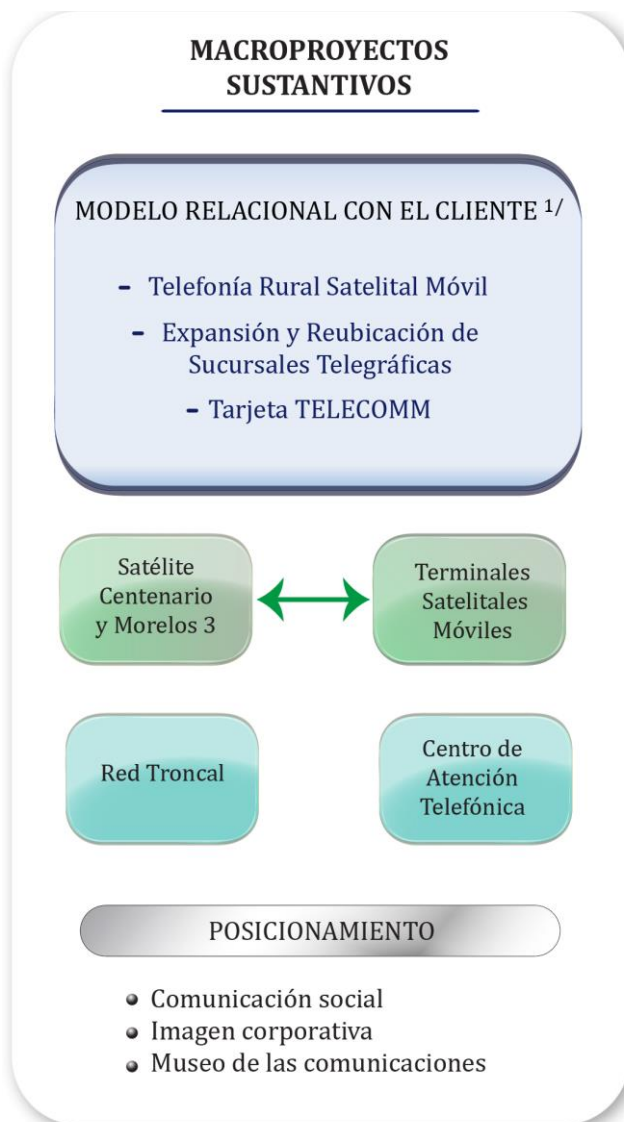 MACROPROYECTOS
SUSTANTIVOS
MODELO RELACIONAL CON EL CLIENTE 1/
– Telefonía Rural Satelital Móvil
– Expansión y Reubicación de
Sucursales Telegráficas
– Tarjeta TELECOMM
Satélite
Centenario
y Morelos 3
Terminales
Satelitales
Móviles
Red Troncal
Centro de
Atención
Telefónica
POSICIONAMIENTO
• Comunicación social
• Imagen corporativa
• Museo de las comunicaciones